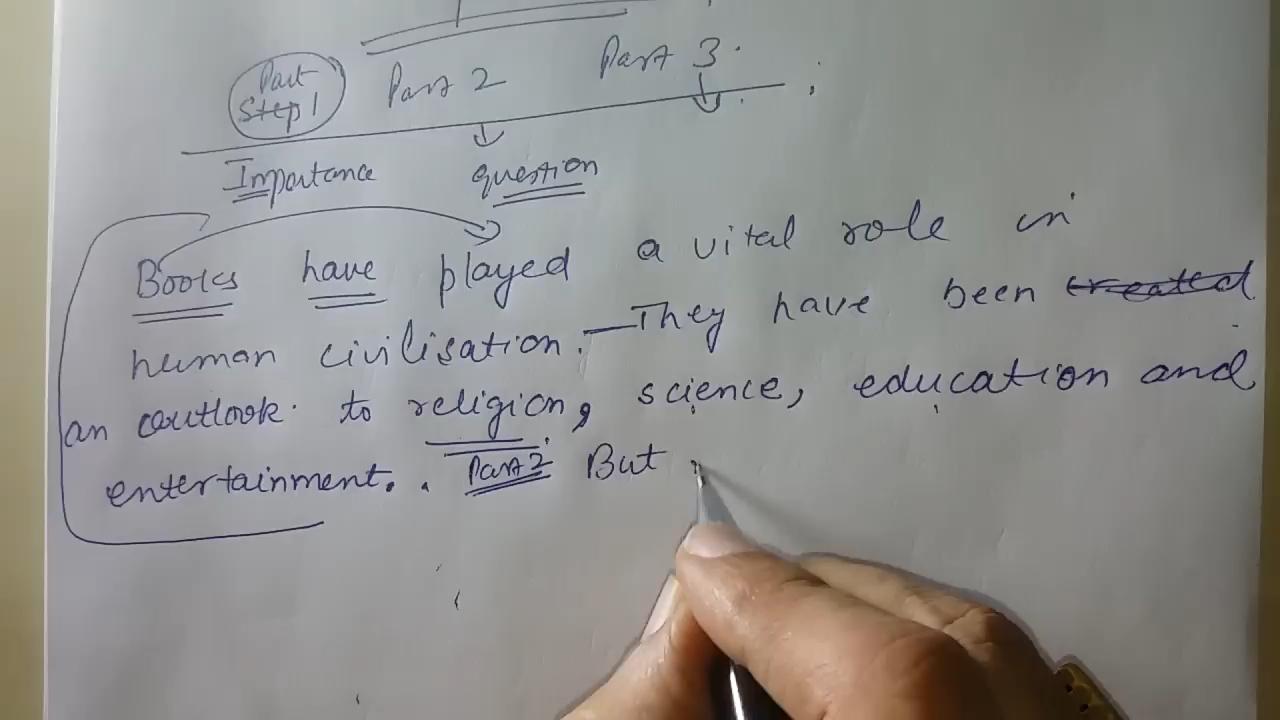 Part 2 Part 3.
Part
Step 1
Importance question
Books have played a vital role in
human civilisation. They have been created
an outlook to religion, science, education and
entertainment. . Part 2 But